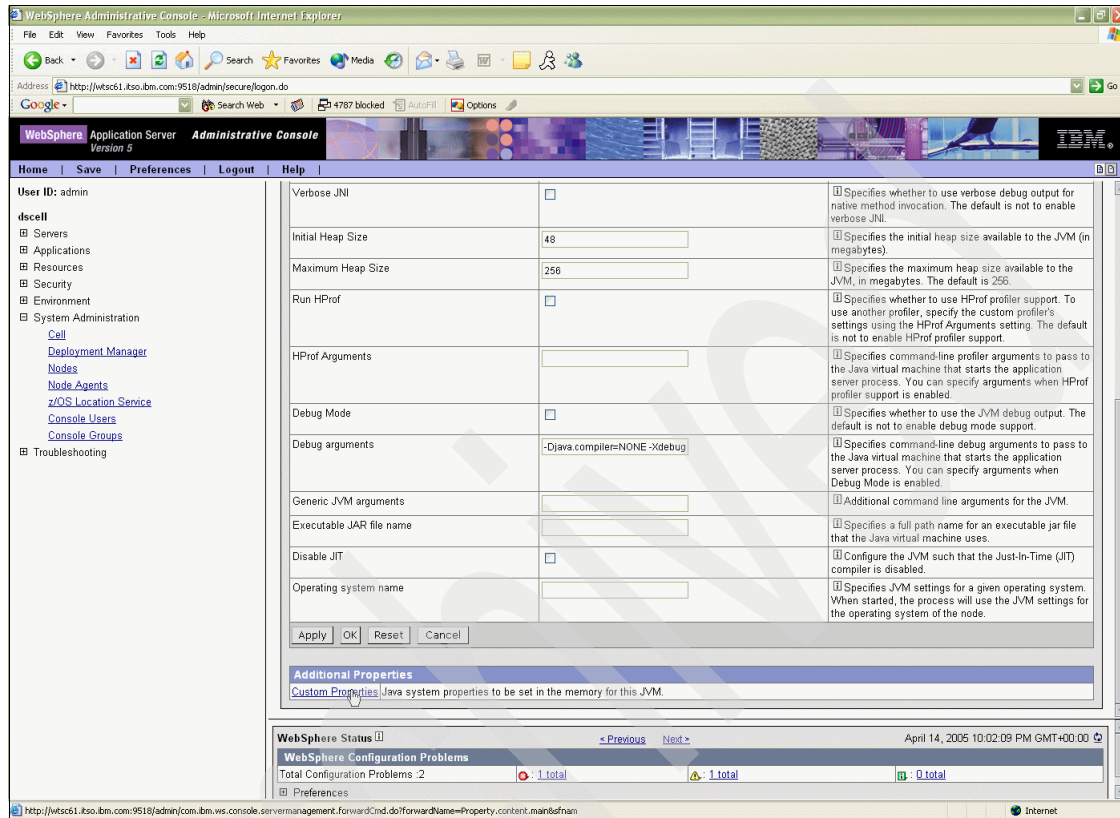 WebSphere Administrative Console - Microsoft Internet Explorer
File Edit View Favorites Tools Help
Back Search Favorites Media
Address http://wtsc61.itso.ibm.com:9518/admin/secure/logon.do Go
Google Search Web 4787 blocked AutoFill Options
WebSphere Application Server Administrative Console
Version 5
IBM
Home | Save | Preferences | Logout | Help |
User ID: admin
dscell
Servers
Applications
Resources
Security
Environment
System Administration
Cell
Deployment Manager
Nodes
Node Agents
z/OS Location Service
Console Users
Console Groups
Troubleshooting
Verbose JNI
Specifies whether to use verbose debug output for
native method invocation. The default is not to enable
verbose JNI.
Initial Heap Size 48
Specifies the initial heap size available to the JVM (in
megabytes).
Maximum Heap Size 256
Specifies the maximum heap size available to the
JVM, in megabytes. The default is 256.
Run HProf
Specifies whether to use HProf profiler support. To
use another profiler, specify the custom profiler's
settings using the HProf Arguments setting. The default
is not to enable HProf profiler support.
HProf Arguments
Specifies command-line profiler arguments to pass to
the Java virtual machine that starts the application
server process. You can specify arguments when HProf
profiler support is enabled.
Debug Mode
Specifies whether to use the JVM debug output. The
default is not to enable debug mode support.
Debug arguments -Djava.compiler=NONE -Xdebug
Specifies command-line debug arguments to pass to
the Java virtual machine that starts the application
server process. You can specify arguments when
Debug Mode is enabled.
Generic JVM arguments
Additional command line arguments for the JVM.
Executable JAR file name
Specifies a full path name for an executable jar file
that the Java virtual machine uses.
Disable JIT
Configure the JVM such that the Just-In-Time (JIT)
compiler is disabled.
Operating system name
Specifies JVM settings for a given operating system.
When started, the process will use the JVM settings for
the operating system of the node.
Apply OK Reset Cancel
Additional Properties
Custom Properties Java system properties to be set in the memory for this JVM.
WebSphere Status < Previous Next > April 14, 2005 10:02:09 PM GMT+00:00
WebSphere Configuration Problems
Total Configuration Problems :2 : 1 total : 1 total : 0 total
Preferences
http://wtsc61.itso.ibm.com:9518/admin/com.ibm.ws.console.servermanagement.forwardCmd.do?forwardName=Property.content.main&sfnam Internet